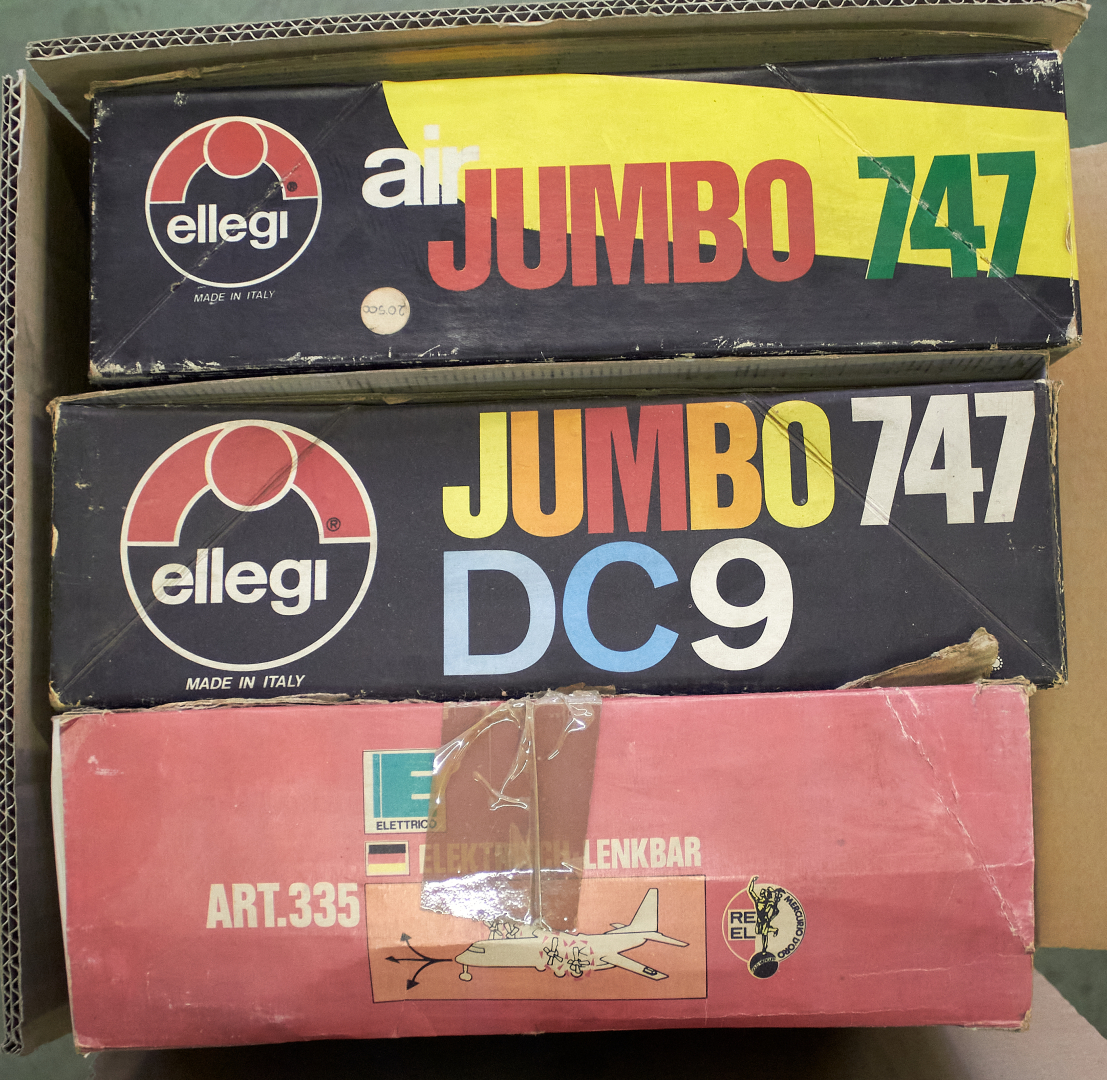 ellegi
®
MADE IN ITALY
air
JUMBO 747
20500
ellegi
®
MADE IN ITALY
JUMBO 747
DC9
E
ELETTRICO
ELEKTRISCH-LENKBAR
ART.335
RE
EL
MERCURIO D'ORO